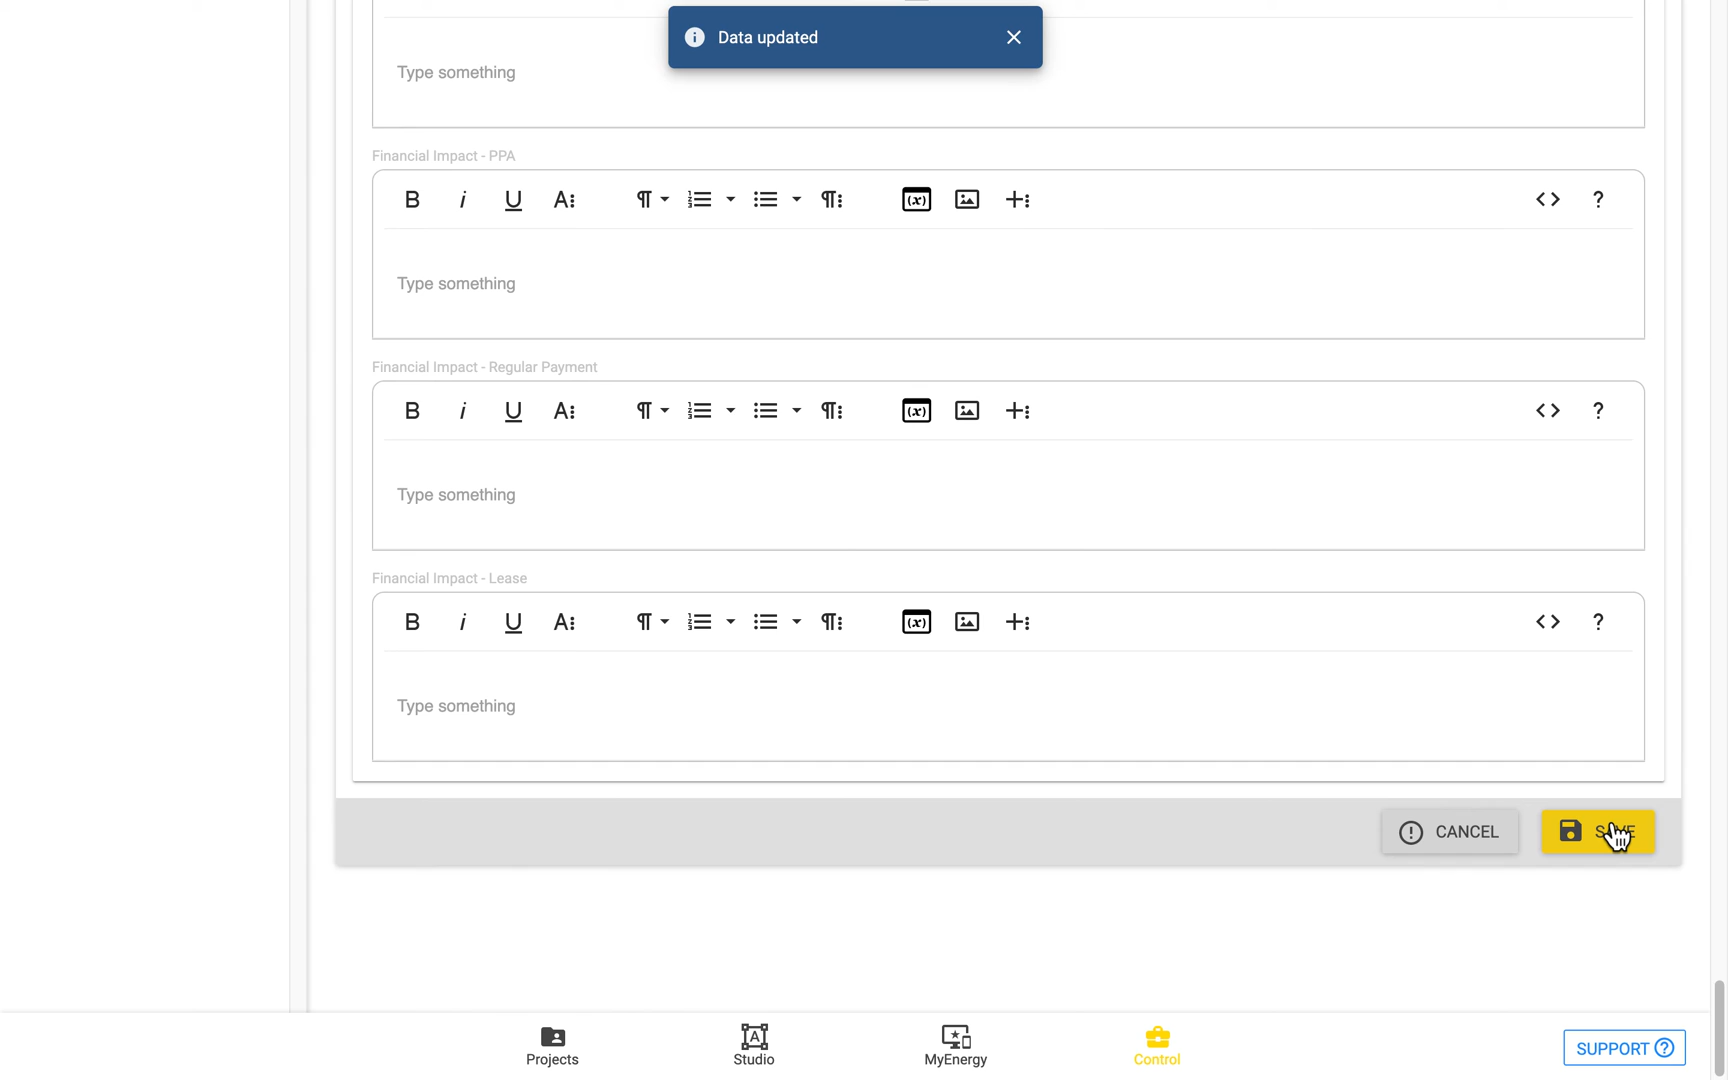 Data updated
Type something
Financial Impact - PPA
Type something
Financial Impact - Regular Payment
Type something
Financial Impact - Lease
Type something
CANCEL
SAVE
Projects
Studio
MyEnergy
Control
SUPPORT